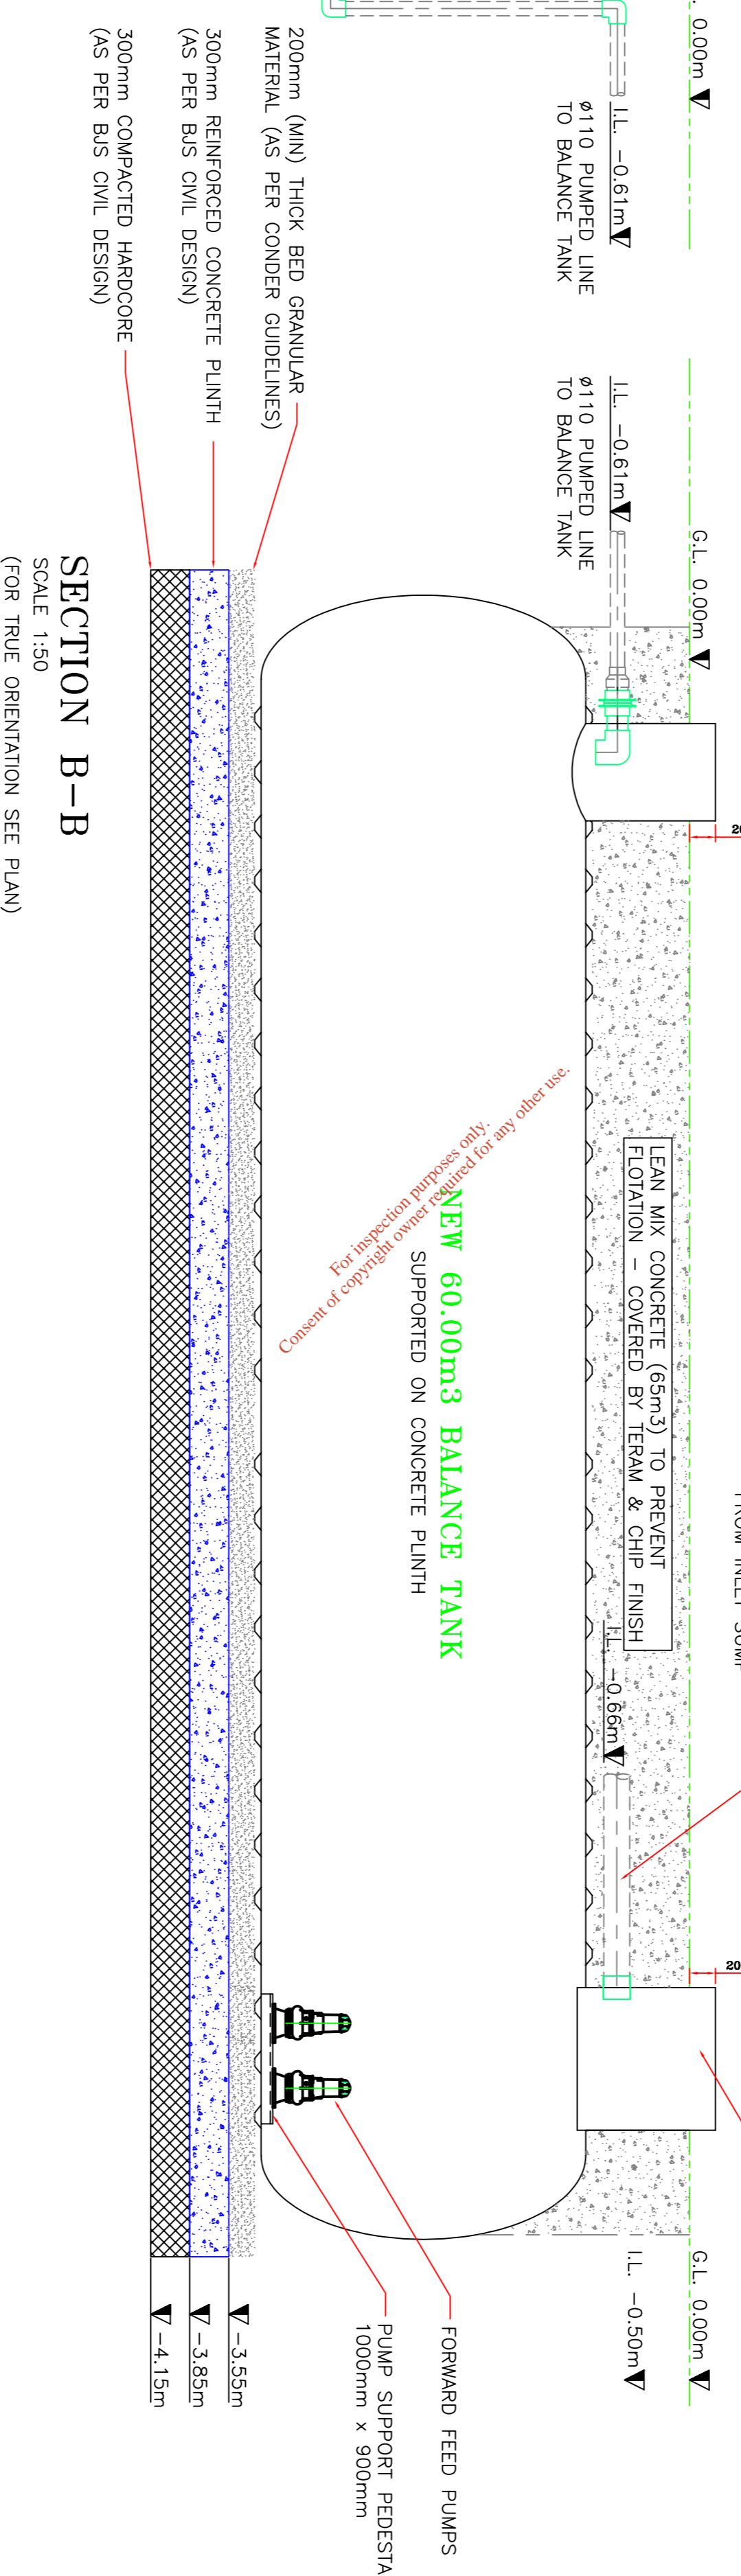 0.00m
I.L. -0.61m
Ø110 PUMPED LINE
TO BALANCE TANK
I.L. -0.61m
Ø110 PUMPED LINE
TO BALANCE TANK
G.L. 0.00m
200mm (MIN) THICK BED GRANULAR
MATERIAL (AS PER CONDER GUIDELINES)
300mm REINFORCED CONCRETE PLINTH
(AS PER BJS CIVIL DESIGN)
300mm COMPACTED HARDCORE
(AS PER BJS CIVIL DESIGN)
LEAN MIX CONCRETE (65m3) TO PREVENT
FLOTATION - COVERED BY TERAM & CHIP FINISH
I.L. -0.66m
NEW 60.00m3 BALANCE TANK
SUPPORTED ON CONCRETE PLINTH
For inspection purposes only.
Consent of copyright owner required for any other use.
G.L. 0.00m
I.L. -0.50m
FORWARD FEED PUMPS
PUMP SUPPORT PEDESTA
1000mm x 900mm
-3.55m
-3.85m
-4.15m
SECTION B-B
SCALE 1:50
(FOR TRUE ORIENTATION SEE PLAN)